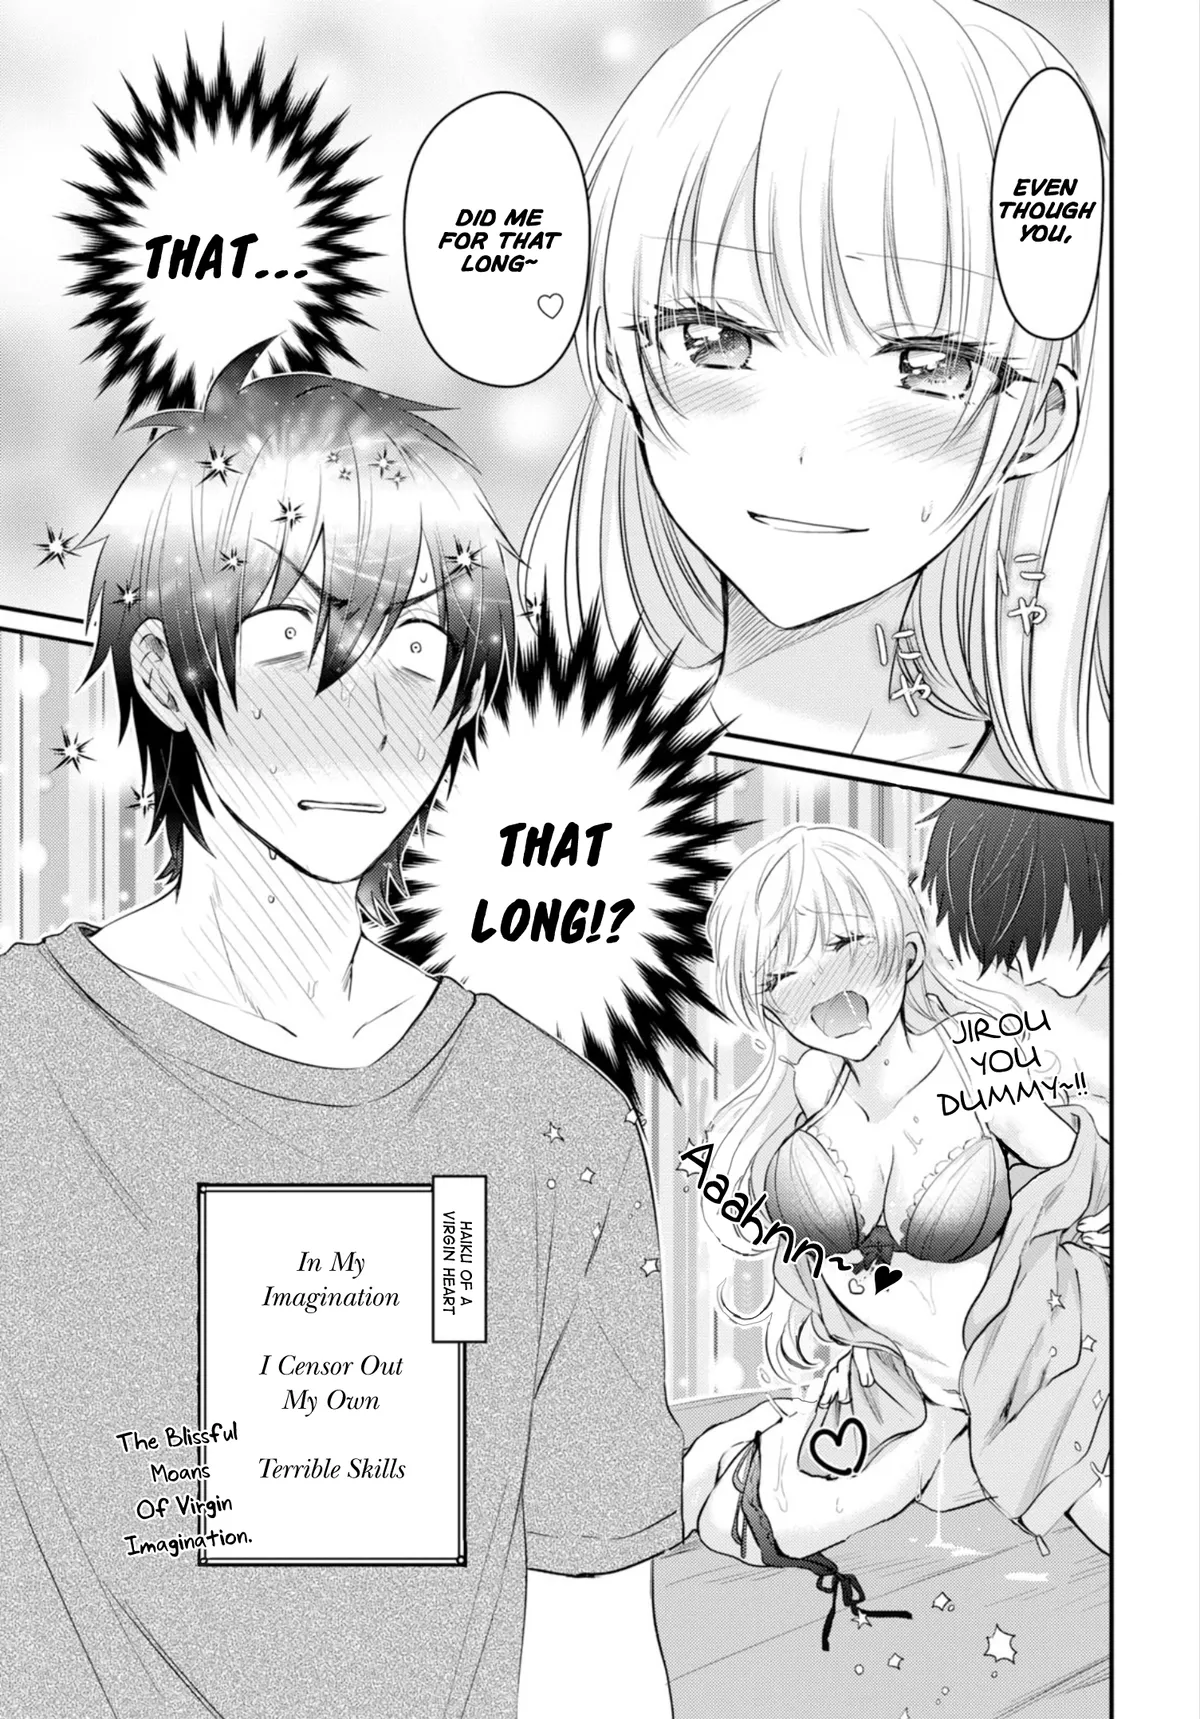 EVEN
THOUGH
YOU,
DID ME
FOR THAT
LONG~
♡
にやにや
THAT...
THAT
LONG!?
JIROU
YOU
DUMMY~!!
Aaahnn~
HAIKU OF A
VIRGIN HEART
In My
Imagination
I Censor Out
My Own
Terrible Skills
The Blissful
Moans
Of Virgin
Imagination.